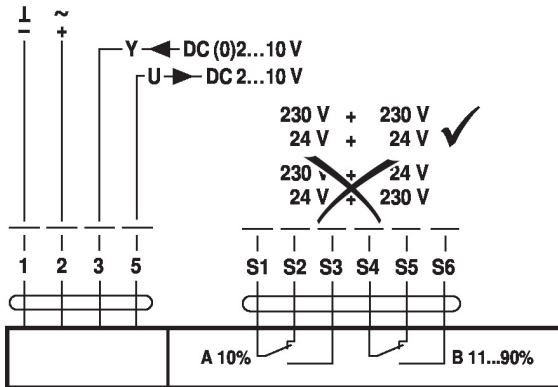 ⊥ ~
− +
Y DC (0)2...10 V
U DC 2...10 V
230 V + 230 V
24 V + 24 V
230 V + 24 V
24 V + 230 V
1 2 3 5 S1 S2 S3 S4 S5 S6
A 10% B 11...90%